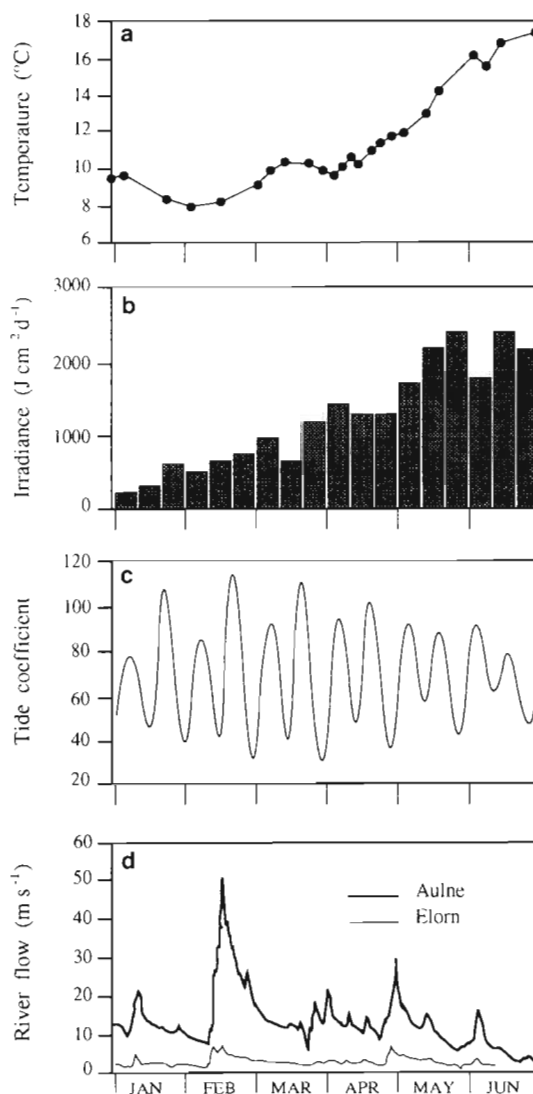 a
Temperature (°C)
18
16
14
12
10
8
6
b
Irradiance (J cm⁻² d⁻¹)
3000
2000
1000
0
c
Tide coefficient
120
100
80
60
40
20
d
River flow (m s⁻¹)
60
50
40
30
20
10
0
Aulne
Elorn
JAN FEB MAR APR MAY JUN